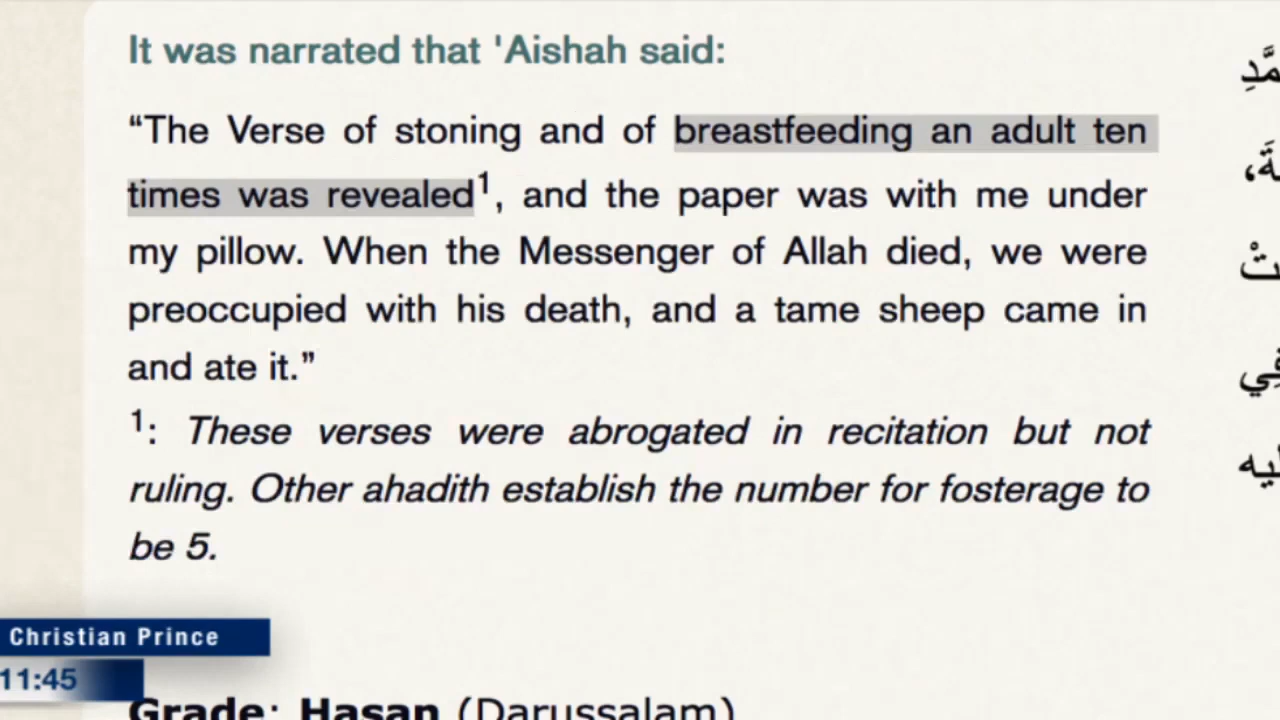 It was narrated that 'Aishah said:
“The Verse of stoning and of breastfeeding an adult ten
times was revealed¹, and the paper was with me under
my pillow. When the Messenger of Allah died, we were
preoccupied with his death, and a tame sheep came in
and ate it.”
¹: These verses were abrogated in recitation but not
ruling. Other ahadith establish the number for fosterage to
be 5.
Christian Prince
11:45
Grade: Hasan (Darussalam)